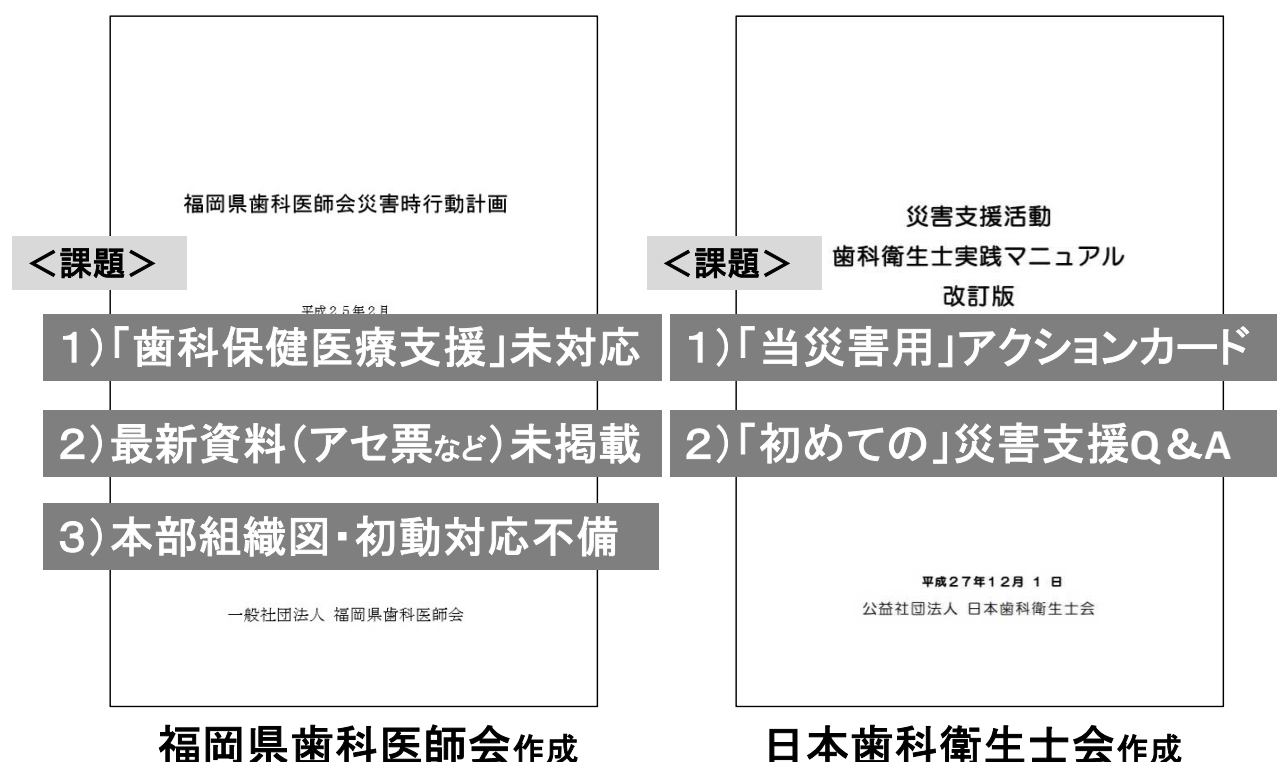 福岡県歯科医師会災害時行動計画
<課題>
平成25年2月
1)「歯科保健医療支援」未対応
2)最新資料(アセ票など)未掲載
3)本部組織図・初動対応不備
一般社団法人 福岡県歯科医師会
福岡県歯科医師会作成
災害支援活動
歯科衛生士実践マニュアル
改訂版
<課題>
1)「当災害用」アクションカード
2)「初めての」災害支援Q&A
平成27年12月 1 日
公益社団法人 日本歯科衛生士会
日本歯科衛生士会作成